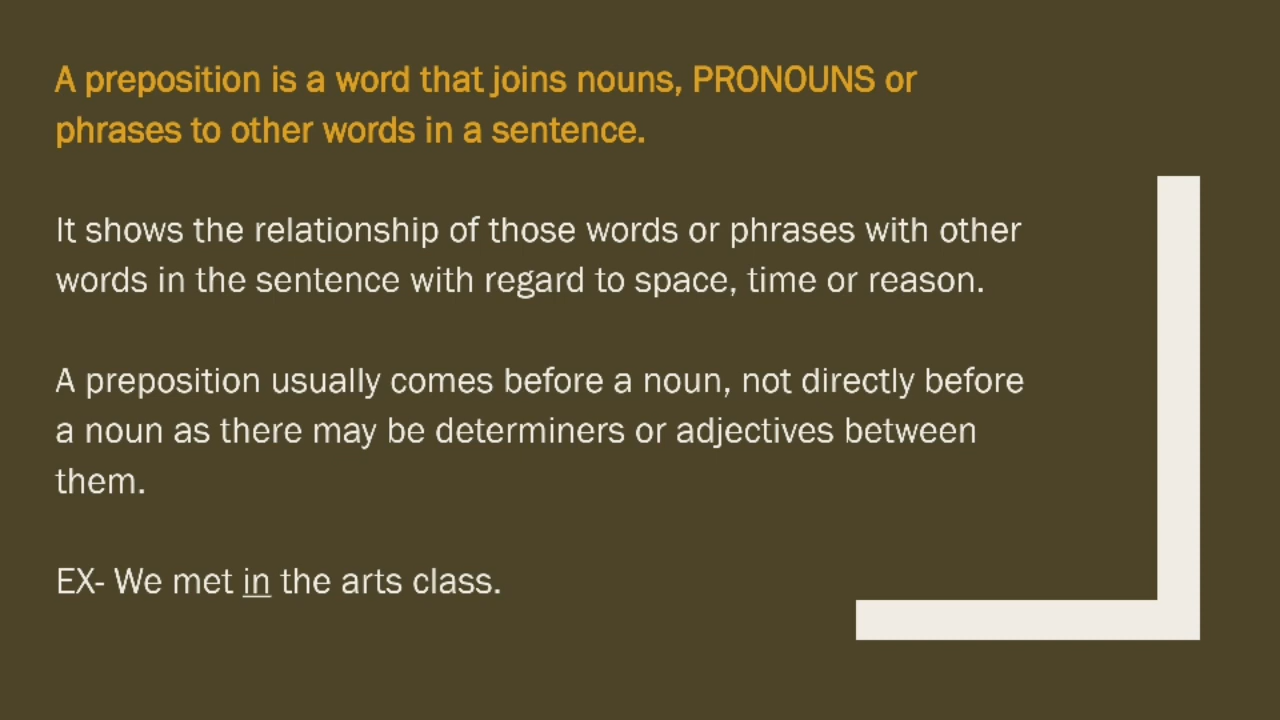 A preposition is a word that joins nouns, PRONOUNS or
phrases to other words in a sentence.
It shows the relationship of those words or phrases with other
words in the sentence with regard to space, time or reason.
A preposition usually comes before a noun, not directly before
a noun as there may be determiners or adjectives between
them.
EX- We met in the arts class.